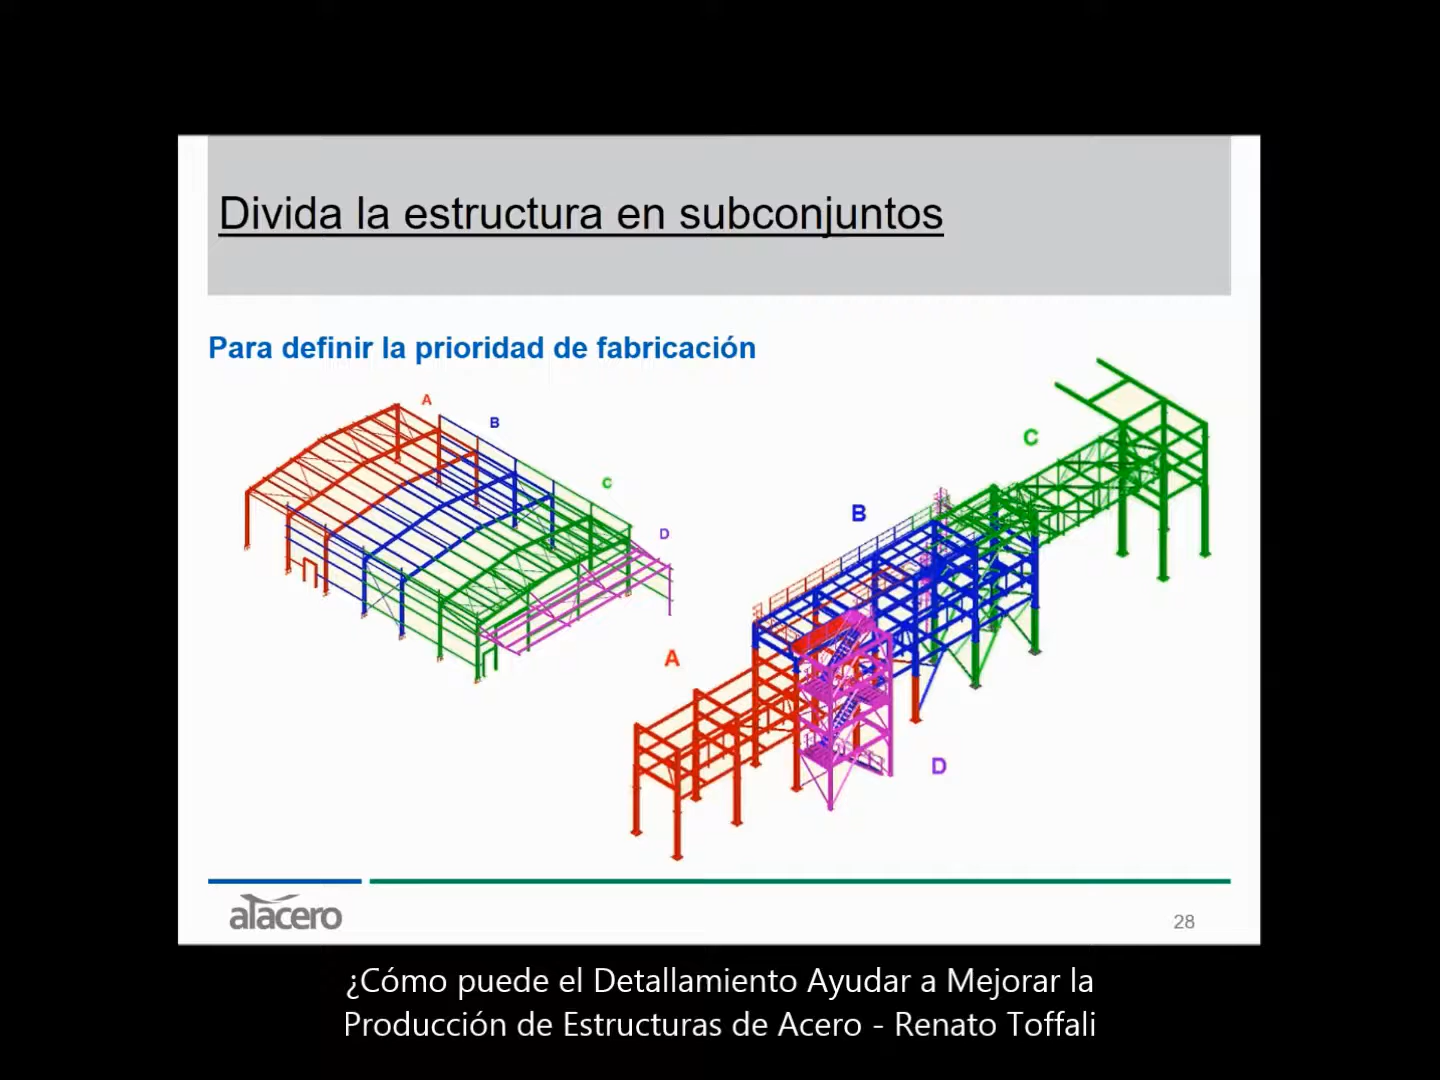 Divida la estructura en subconjuntos
Para definir la prioridad de fabricación
A
B
C
D
A
B
C
D
alacero
28
¿Cómo puede el Detallamiento Ayudar a Mejorar la
Producción de Estructuras de Acero - Renato Toffali